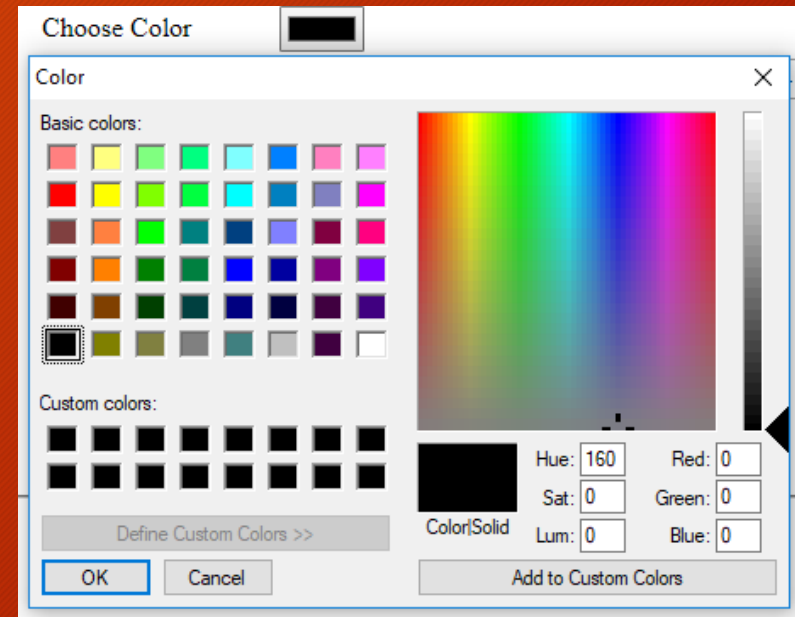 Choose Color
Color
Basic colors:
Custom colors:
Define Custom Colors >>
OK Cancel
Color|Solid
Hue: 160 Red: 0
Sat: 0 Green: 0
Lum: 0 Blue: 0
Add to Custom Colors